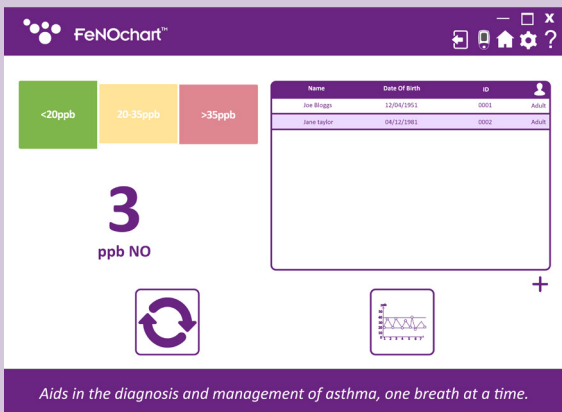 FeNOchart™
?
<20ppb 20-35ppb >35ppb
Name Date Of Birth ID
Joe Bloggs 12/04/1951 0001 Adult
Jane taylor 04/12/1981 0002 Adult
3
ppb NO
+
Aids in the diagnosis and management of asthma, one breath at a time.